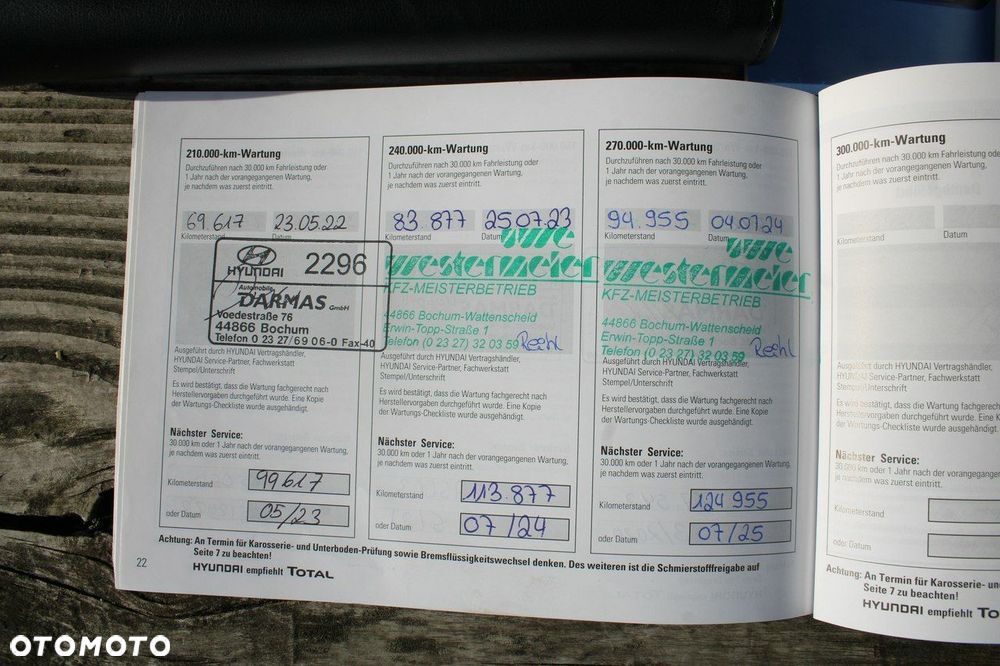 210.000-km-Wartung
Durchzuführen nach 30.000 km Fahrleistung oder
1 Jahr nach der vorangegangenen Wartung,
je nachdem was zuerst eintritt.
69617 23.05.22
Kilometerstand Datum
HYUNDAI 2296
Automobile
DARMAS GmbH
Voedestraße 76
44866 Bochum
Telefon 0 23 27/69 06-0 Fax-40
Ausgeführt durch HYUNDAI Vertragshändler,
HYUNDAI Service-Partner, Fachwerkstatt
Stempel/Unterschrift
Es wird bestätigt, dass die Wartung fachgerecht nach
Herstellervorgaben durchgeführt wurde. Eine Kopie
der Wartungs-Checkliste wurde ausgehändigt.
Nächster Service:
30.000 km oder 1 Jahr nach der vorangegangenen Wartung,
je nachdem was zuerst eintritt.
Kilometerstand 99617
oder Datum 05/23
240.000-km-Wartung
Durchzuführen nach 30.000 km Fahrleistung oder
1 Jahr nach der vorangegangenen Wartung,
je nachdem was zuerst eintritt.
83.877 25.07.23
Kilometerstand Datum
Westermeier
KFZ-MEISTERBETRIEB
44866 Bochum-Wattenscheid
Erwin-Topp-Straße 1
Telefon (0 23 27) 32 03 59
Ausgeführt durch HYUNDAI Vertragshändler,
HYUNDAI Service-Partner, Fachwerkstatt
Stempel/Unterschrift
Es wird bestätigt, dass die Wartung fachgerecht nach
Herstellervorgaben durchgeführt wurde. Eine Kopie
der Wartungs-Checkliste wurde ausgehändigt.
Nächster Service:
30.000 km oder 1 Jahr nach der vorangegangenen Wartung,
je nachdem was zuerst eintritt.
Kilometerstand 113.877
oder Datum 07/24
270.000-km-Wartung
Durchzuführen nach 30.000 km Fahrleistung oder
1 Jahr nach der vorangegangenen Wartung,
je nachdem was zuerst eintritt.
94.955 04.07.24
Kilometerstand Datum
Westermeier
KFZ-MEISTERBETRIEB
44866 Bochum-Wattenscheid
Erwin-Topp-Straße 1
Telefon (0 23 27) 32 03 59
Ausgeführt durch HYUNDAI Vertragshändler,
HYUNDAI Service-Partner, Fachwerkstatt
Stempel/Unterschrift
Es wird bestätigt, dass die Wartung fachgerecht nach
Herstellervorgaben durchgeführt wurde. Eine Kopie
der Wartungs-Checkliste wurde ausgehändigt.
Nächster Service:
30.000 km oder 1 Jahr nach der vorangegangenen Wartung,
je nachdem was zuerst eintritt.
Kilometerstand 124 955
oder Datum 07/25
Achtung: An Termin für Karosserie- und Unterboden-Prüfung sowie Bremsflüssigkeitswechsel denken. Des weiteren ist die Schmierstofffreigabe auf
Seite 7 zu beachten!
22
HYUNDAI empfiehlt TOTAL
300.000-km-Wartung
Durchzuführen nach 30.000 km Fahrleistung oder
1 Jahr nach der vorangegangenen Wartung,
je nachdem was zuerst eintritt.
Kilometerstand Datum
Ausgeführt durch HYUNDAI Vertragshändler,
HYUNDAI Service-Partner, Fachwerkstatt
Stempel/Unterschrift
Es wird bestätigt, dass die Wartung fachgerecht
Herstellervorgaben durchgeführt wurde. Eine K
der Wartungs-Checkliste wurde ausgehändigt.
Nächster Service:
30.000 km oder 1 Jahr nach der vorangegangenen
je nachdem was zuerst eintritt.
Kilometerstand
oder Datum
Achtung: An Termin für Karosserie- und
Seite 7 zu beachten!
HYUNDAI empfiehlt TO
OTOMOTO